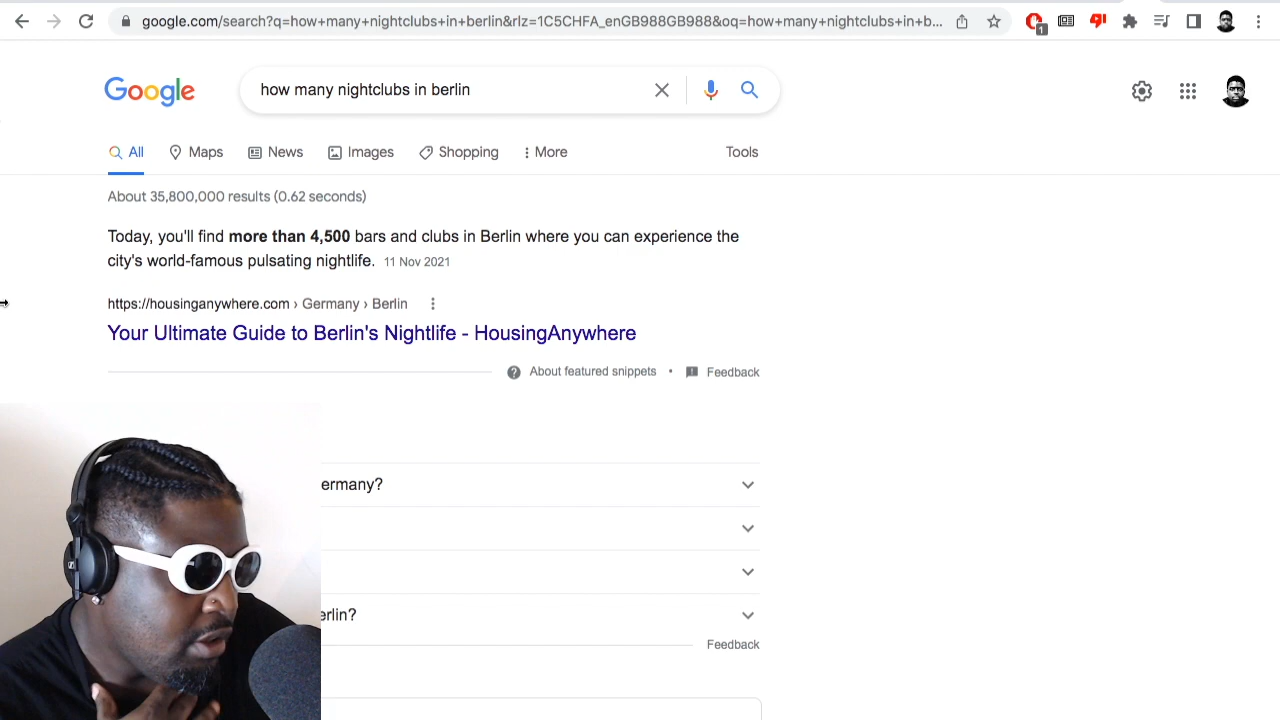 google.com/search?q=how+many+nightclubs+in+berlin&rlz=1C5CHFA_enGB988GB988&oq=how+many+nightclubs+in+b...
1
Google
how many nightclubs in berlin
All
Maps
News
Images
Shopping
More
Tools
About 35,800,000 results (0.62 seconds)
Today, you'll find more than 4,500 bars and clubs in Berlin where you can experience the
city's world-famous pulsating nightlife. 11 Nov 2021
https://housinganywhere.com › Germany › Berlin
Your Ultimate Guide to Berlin's Nightlife - HousingAnywhere
About featured snippets • Feedback
ermany?
erlin?
Feedback